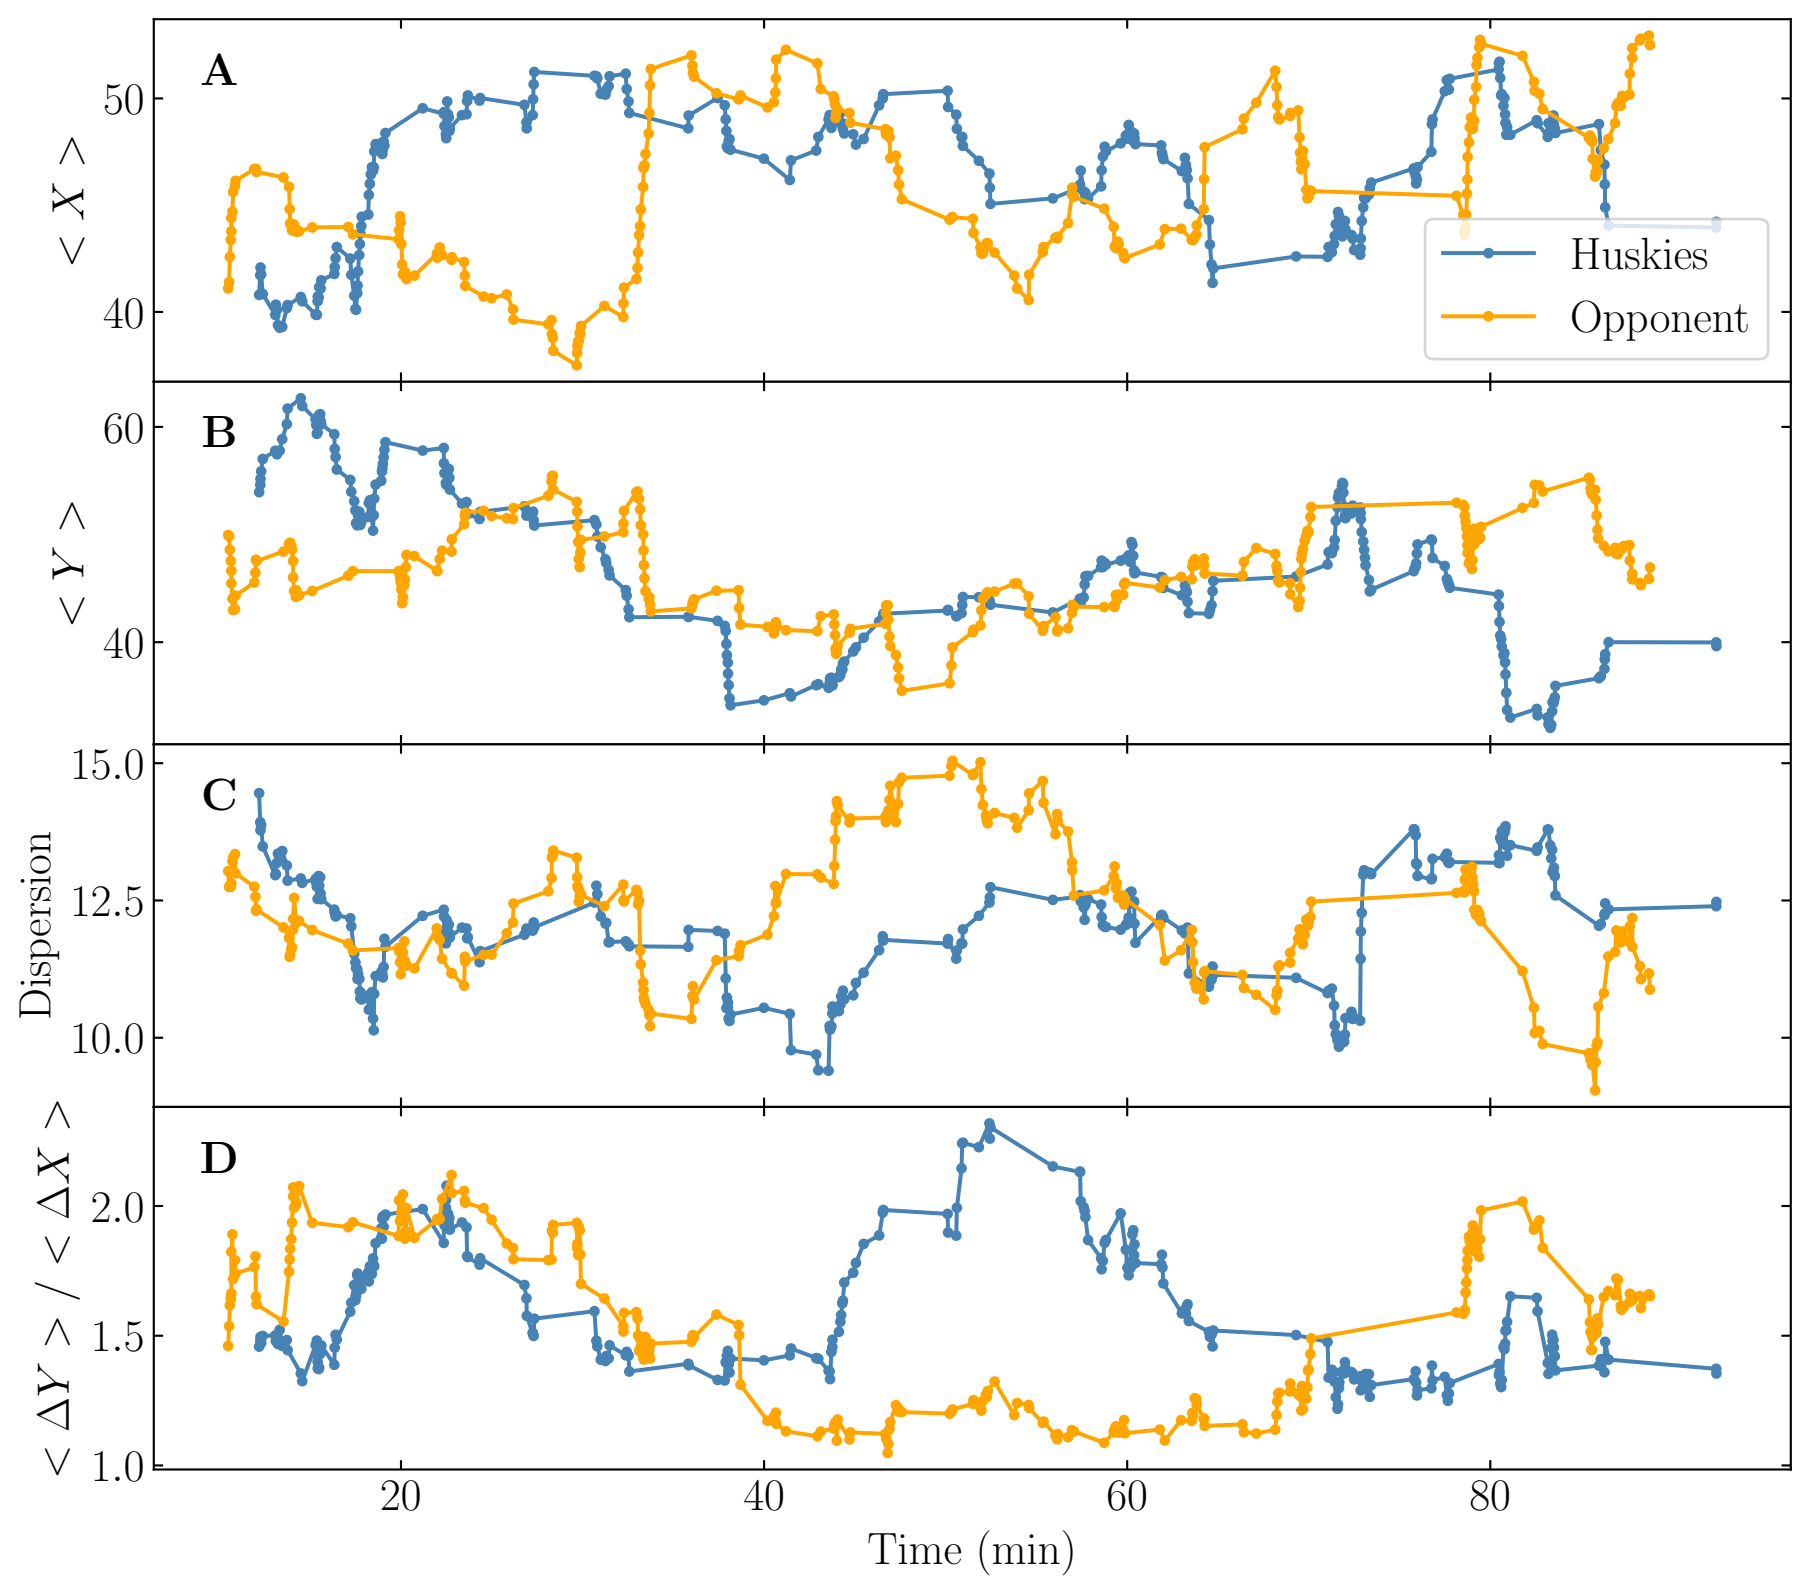 A
< X >
50
40
Huskies
Opponent
B
< Y >
60
40
C
Dispersion
15.0
12.5
10.0
D
< ΔY > / < ΔX >
2.0
1.5
1.0
20 40 60 80
Time (min)